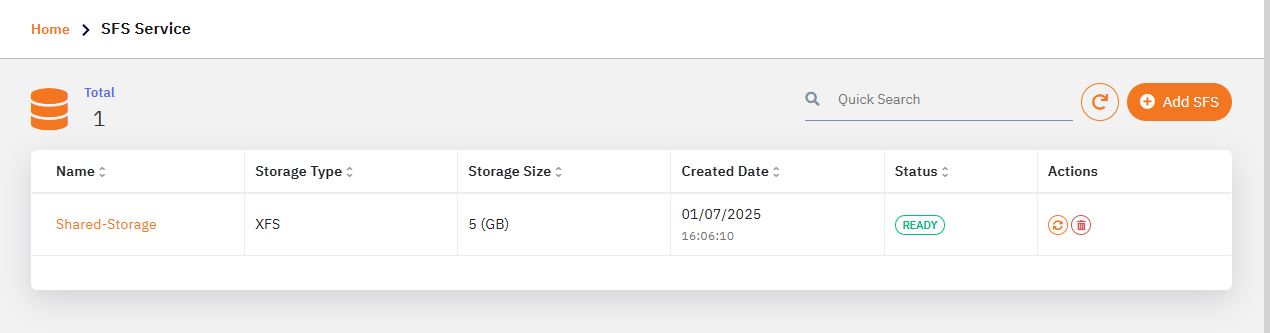 Home > SFS Service
Total
1
Quick Search
Add SFS
Name Storage Type Storage Size Created Date Status Actions
Shared-Storage XFS 5 (GB) 01/07/2025 READY
16:06:10